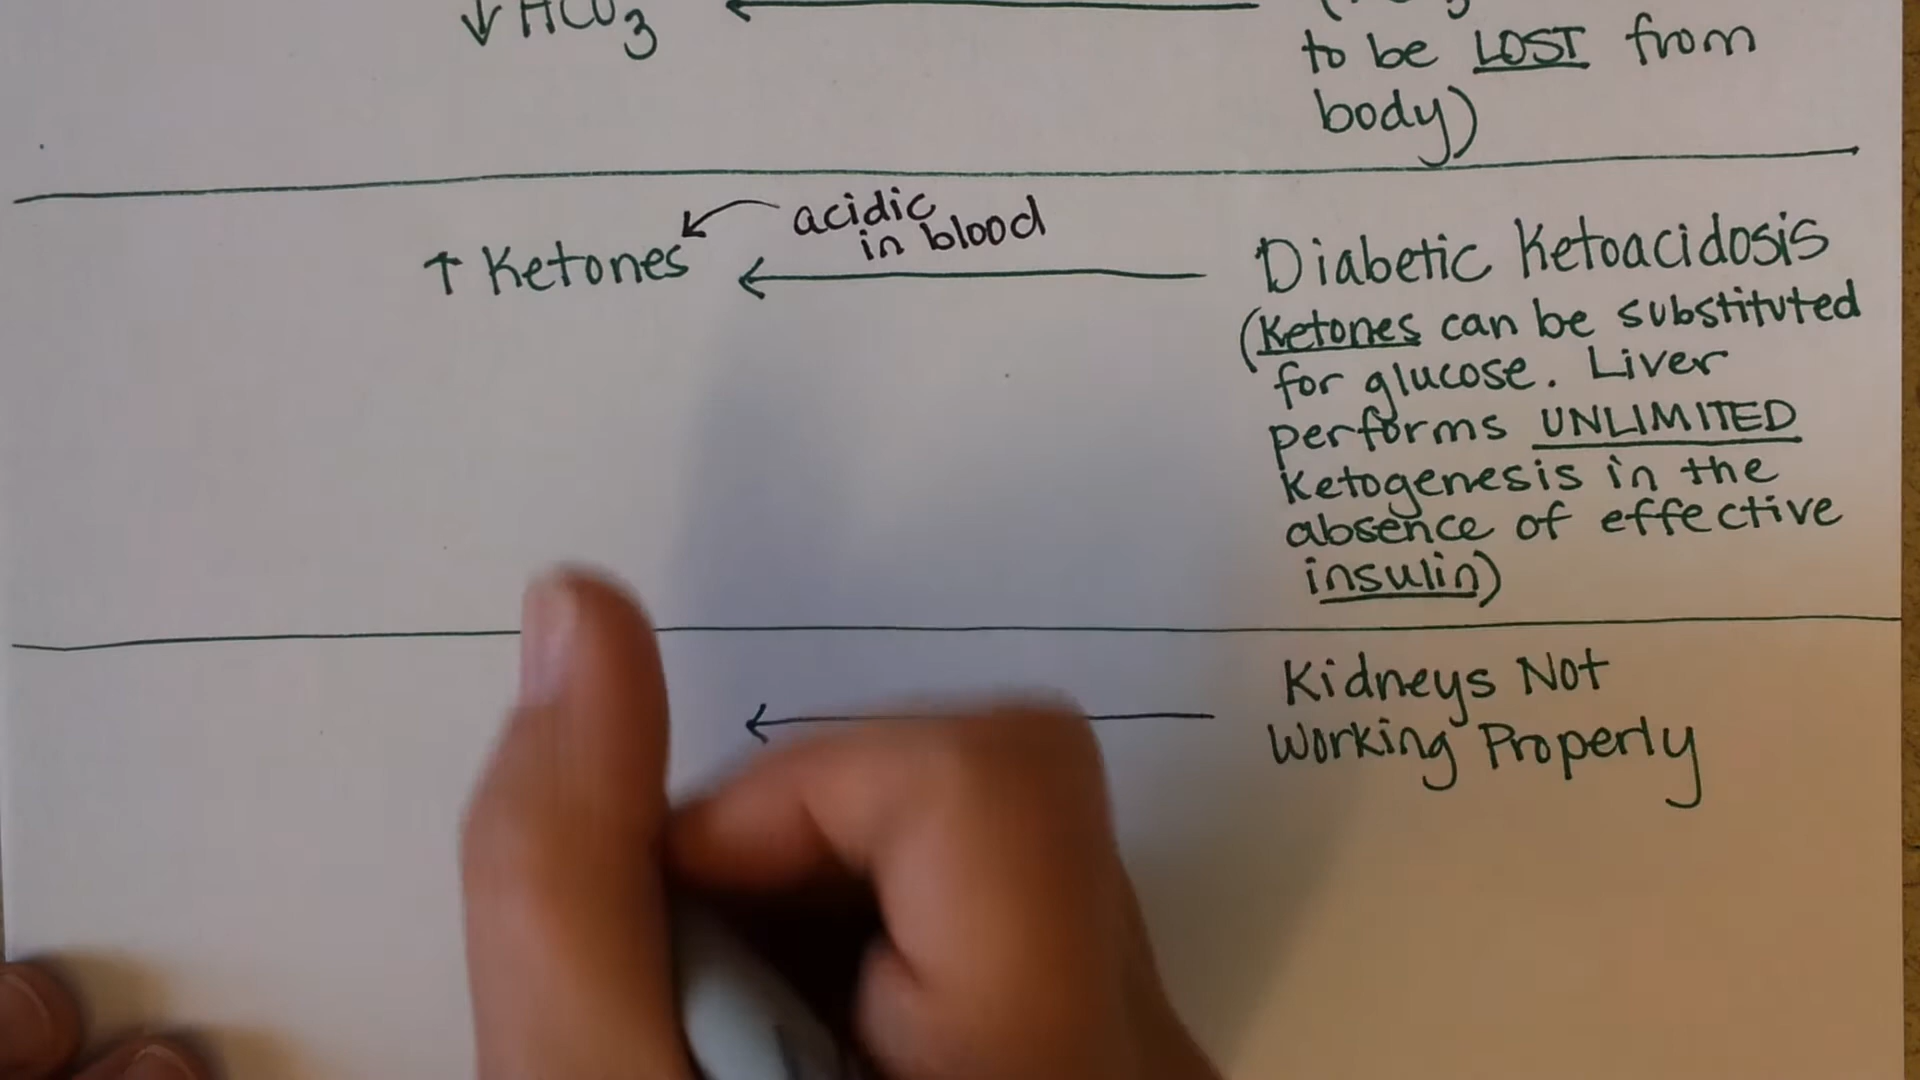 ↓ HCO3
to be LOST from
body)
acidic
in blood
↑ Ketones
Diabetic Ketoacidosis
(Ketones can be substituted
for glucose. Liver
performs UNLIMITED
Ketogenesis in the
absence of effective
insulin)
Kidneys Not
Working Properly